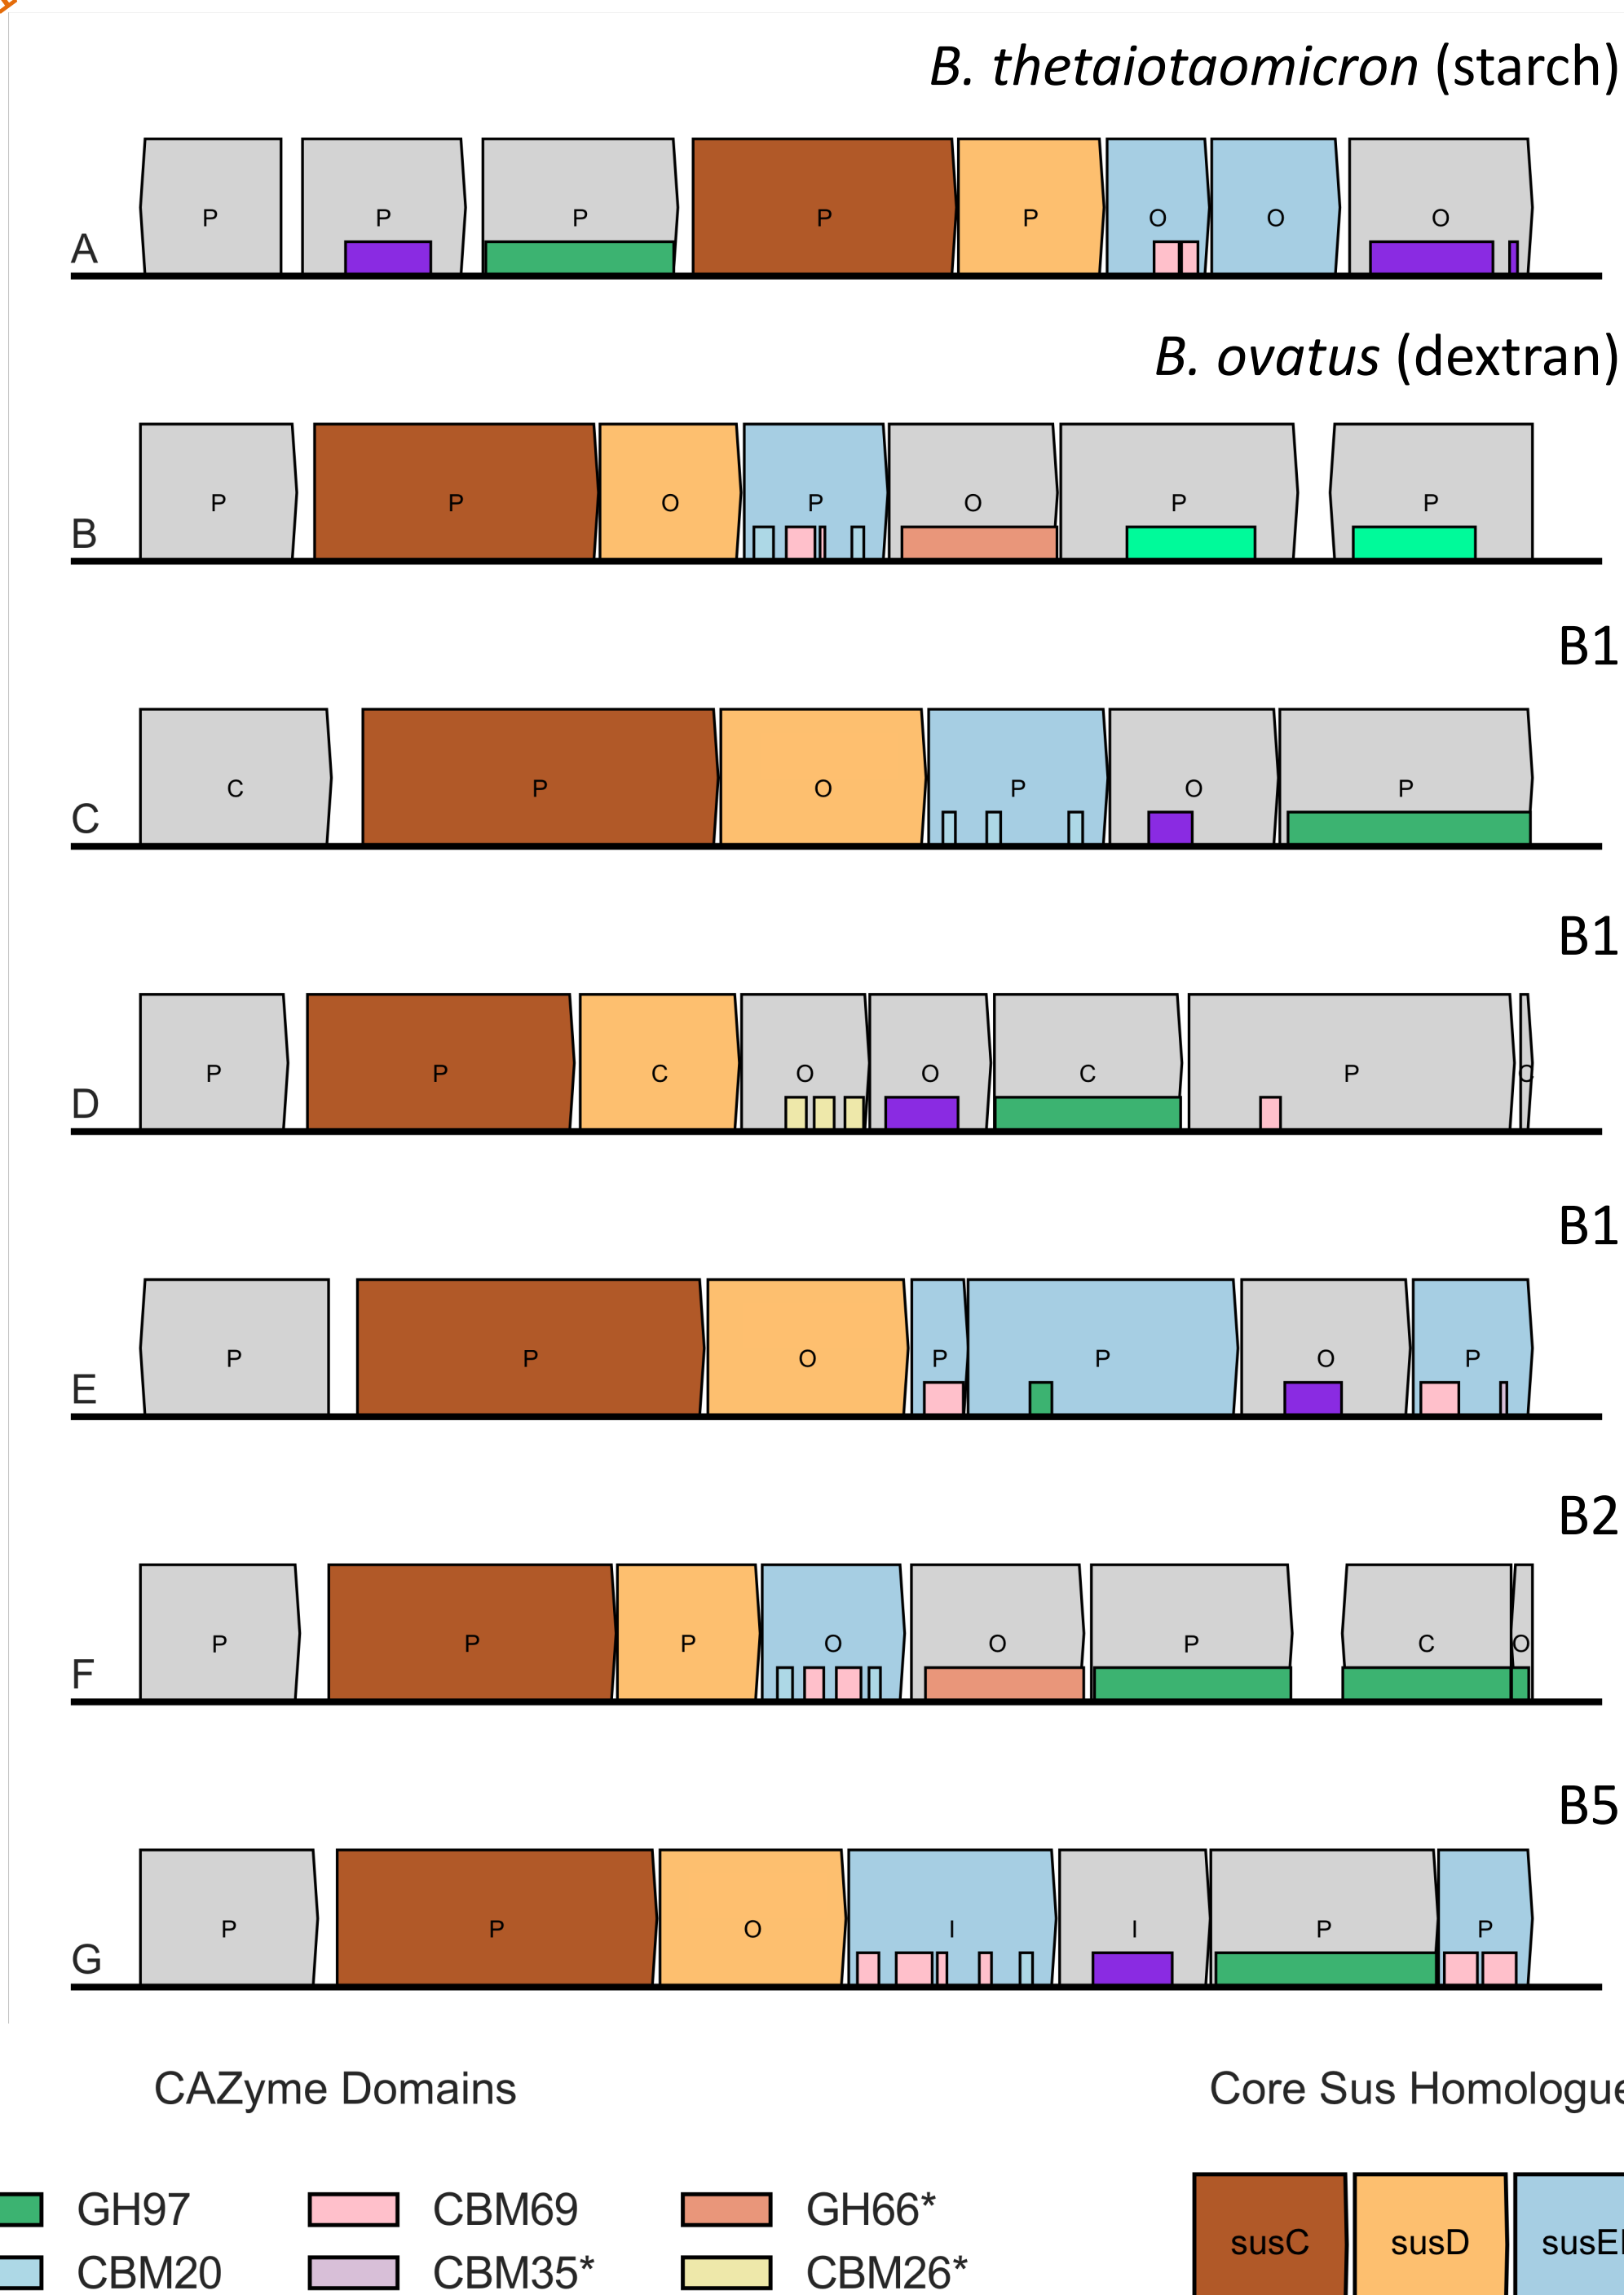 B. thetaiotaomicron (starch)
P P P P P O O O
A
B. ovatus (dextran)
P P O P O P P
B
B1
C P O P O P
C
B1
P P C O O C P C
D
B1
P P O P P O P
E
B2
P P P O O P C O
F
B5
P P O I I P P
G
CAZyme Domains Core Sus Homologue
GH97 CBM69 GH66*
susC susD susE
CBM20 CBM35* CBM26*